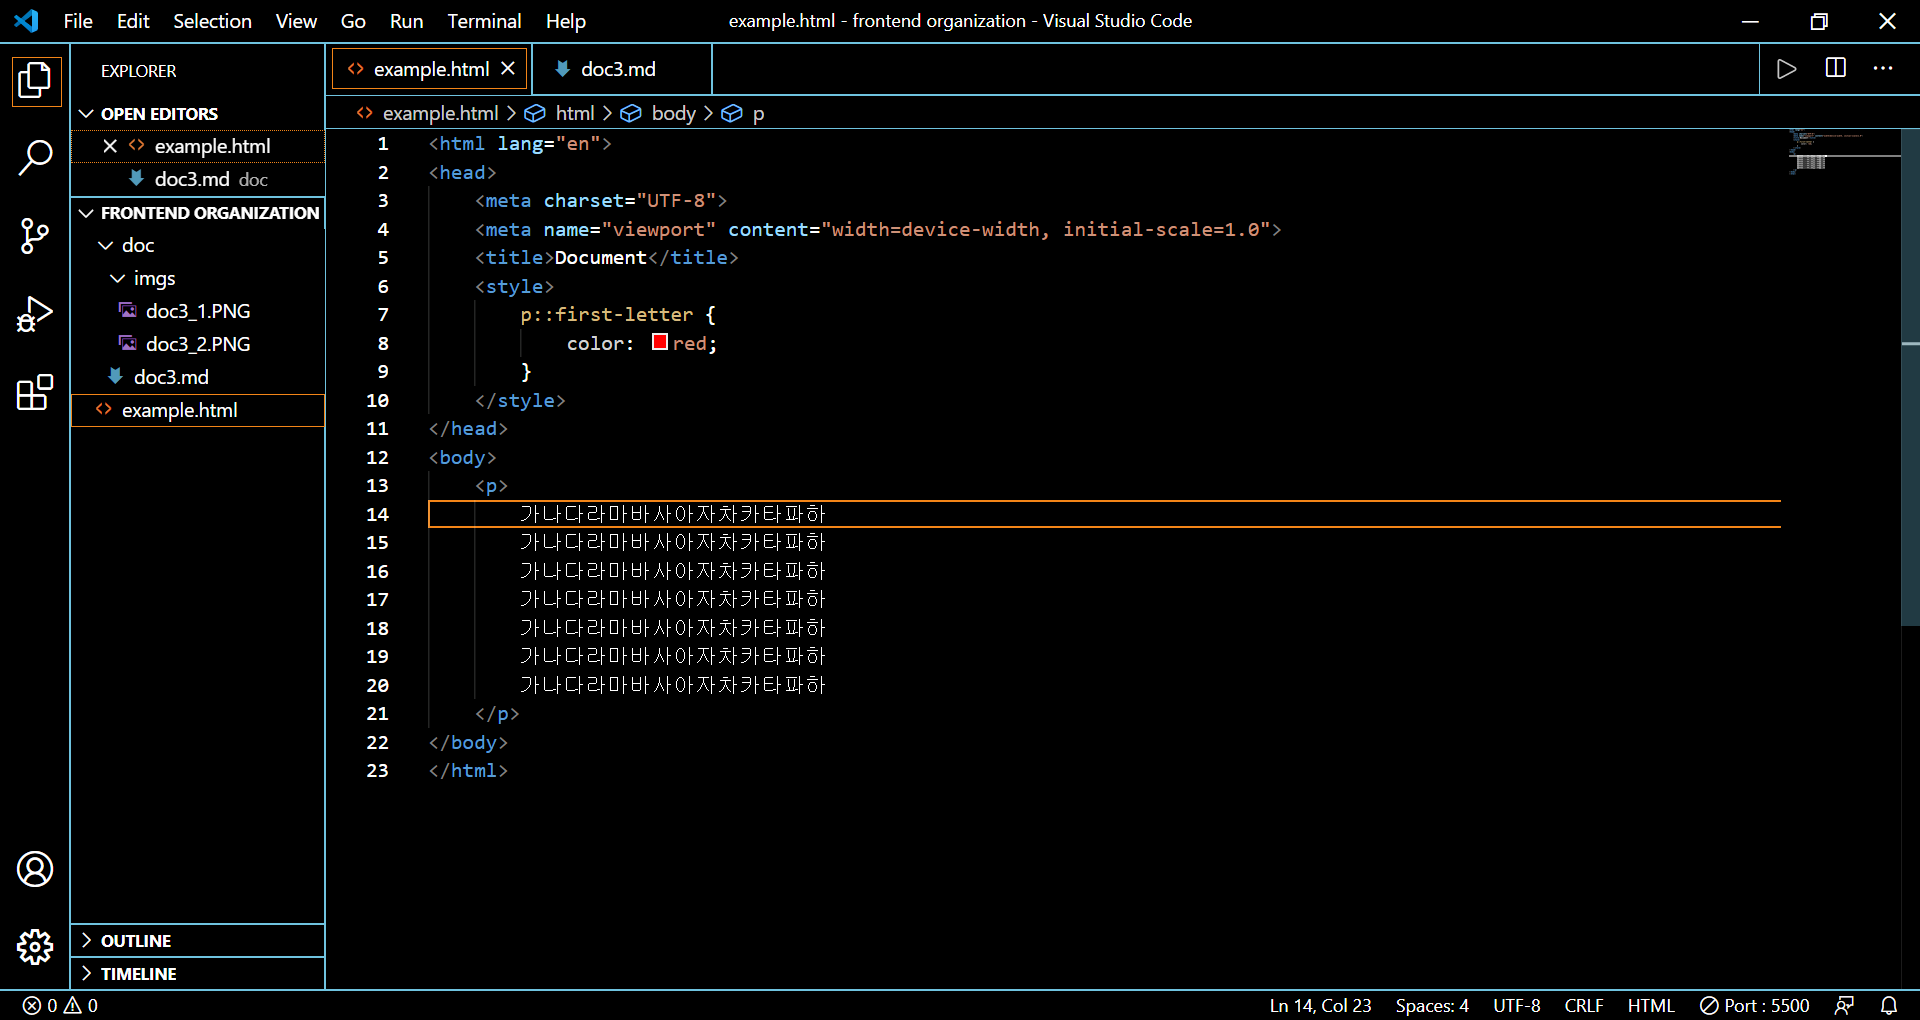 File Edit Selection View Go Run Terminal Help
example.html - frontend organization - Visual Studio Code
EXPLORER
OPEN EDITORS
example.html
doc3.md doc
FRONTEND ORGANIZATION
doc
imgs
doc3_1.PNG
doc3_2.PNG
doc3.md
example.html
OUTLINE
TIMELINE
example.html doc3.md
example.html > html > body > p
1 <html lang="en">
2 <head>
3 <meta charset="UTF-8">
4 <meta name="viewport" content="width=device-width, initial-scale=1.0">
5 <title>Document</title>
6 <style>
7 p::first-letter {
8 color: red;
9 }
10 </style>
11 </head>
12 <body>
13 <p>
14 가나다라마바사아자차카타파하
15 가나다라마바사아자차카타파하
16 가나다라마바사아자차카타파하
17 가나다라마바사아자차카타파하
18 가나다라마바사아자차카타파하
19 가나다라마바사아자차카타파하
20 가나다라마바사아자차카타파하
21 </p>
22 </body>
23 </html>
0 0 Ln 14, Col 23 Spaces: 4 UTF-8 CRLF HTML Port : 5500